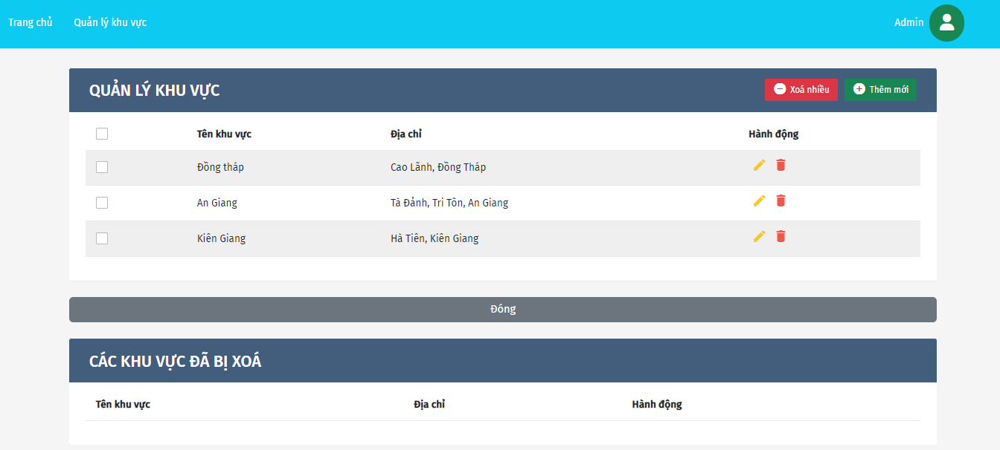 Trang chủ Quản lý khu vực Admin
QUẢN LÝ KHU VỰC Xoá nhiều Thêm mới
Tên khu vực Địa chỉ Hành động
Đồng tháp Cao Lãnh, Đồng Tháp
An Giang Tà Đảnh, Tri Tôn, An Giang
Kiên Giang Hà Tiên, Kiên Giang
Đóng
CÁC KHU VỰC ĐÃ BỊ XOÁ
Tên khu vực Địa chỉ Hành động